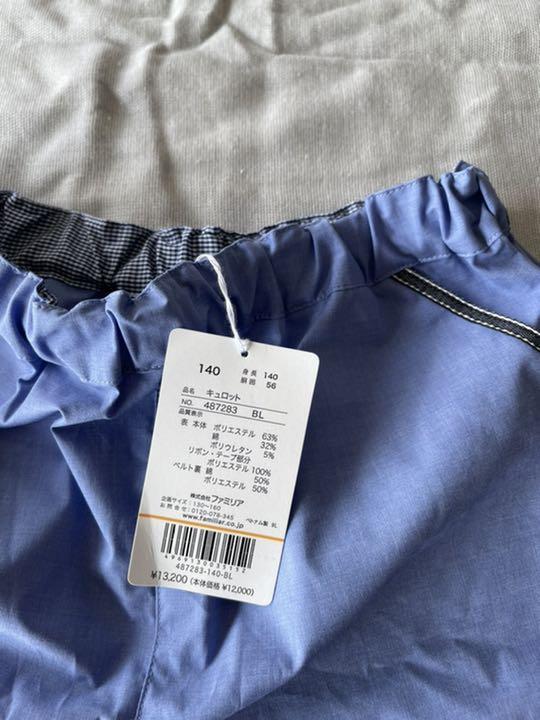 140 身長 140
胴囲 56
品名 キュロット
NO. 487283 BL
品質表示
表 本体 ポリエステル 63%
綿 32%
ポリウレタン 5%
リボン・テープ部分
ポリエステル 100%
ベルト裏 綿 50%
ポリエステル 50%
株式会社 ファミリア
企画サイズ:130~160
お問合せ:0120-078-345
www.familiar.co.jp
ベトナム製 9L
4969130035152
487283-140-BL
¥13,200 (本体価格 ¥12,000)